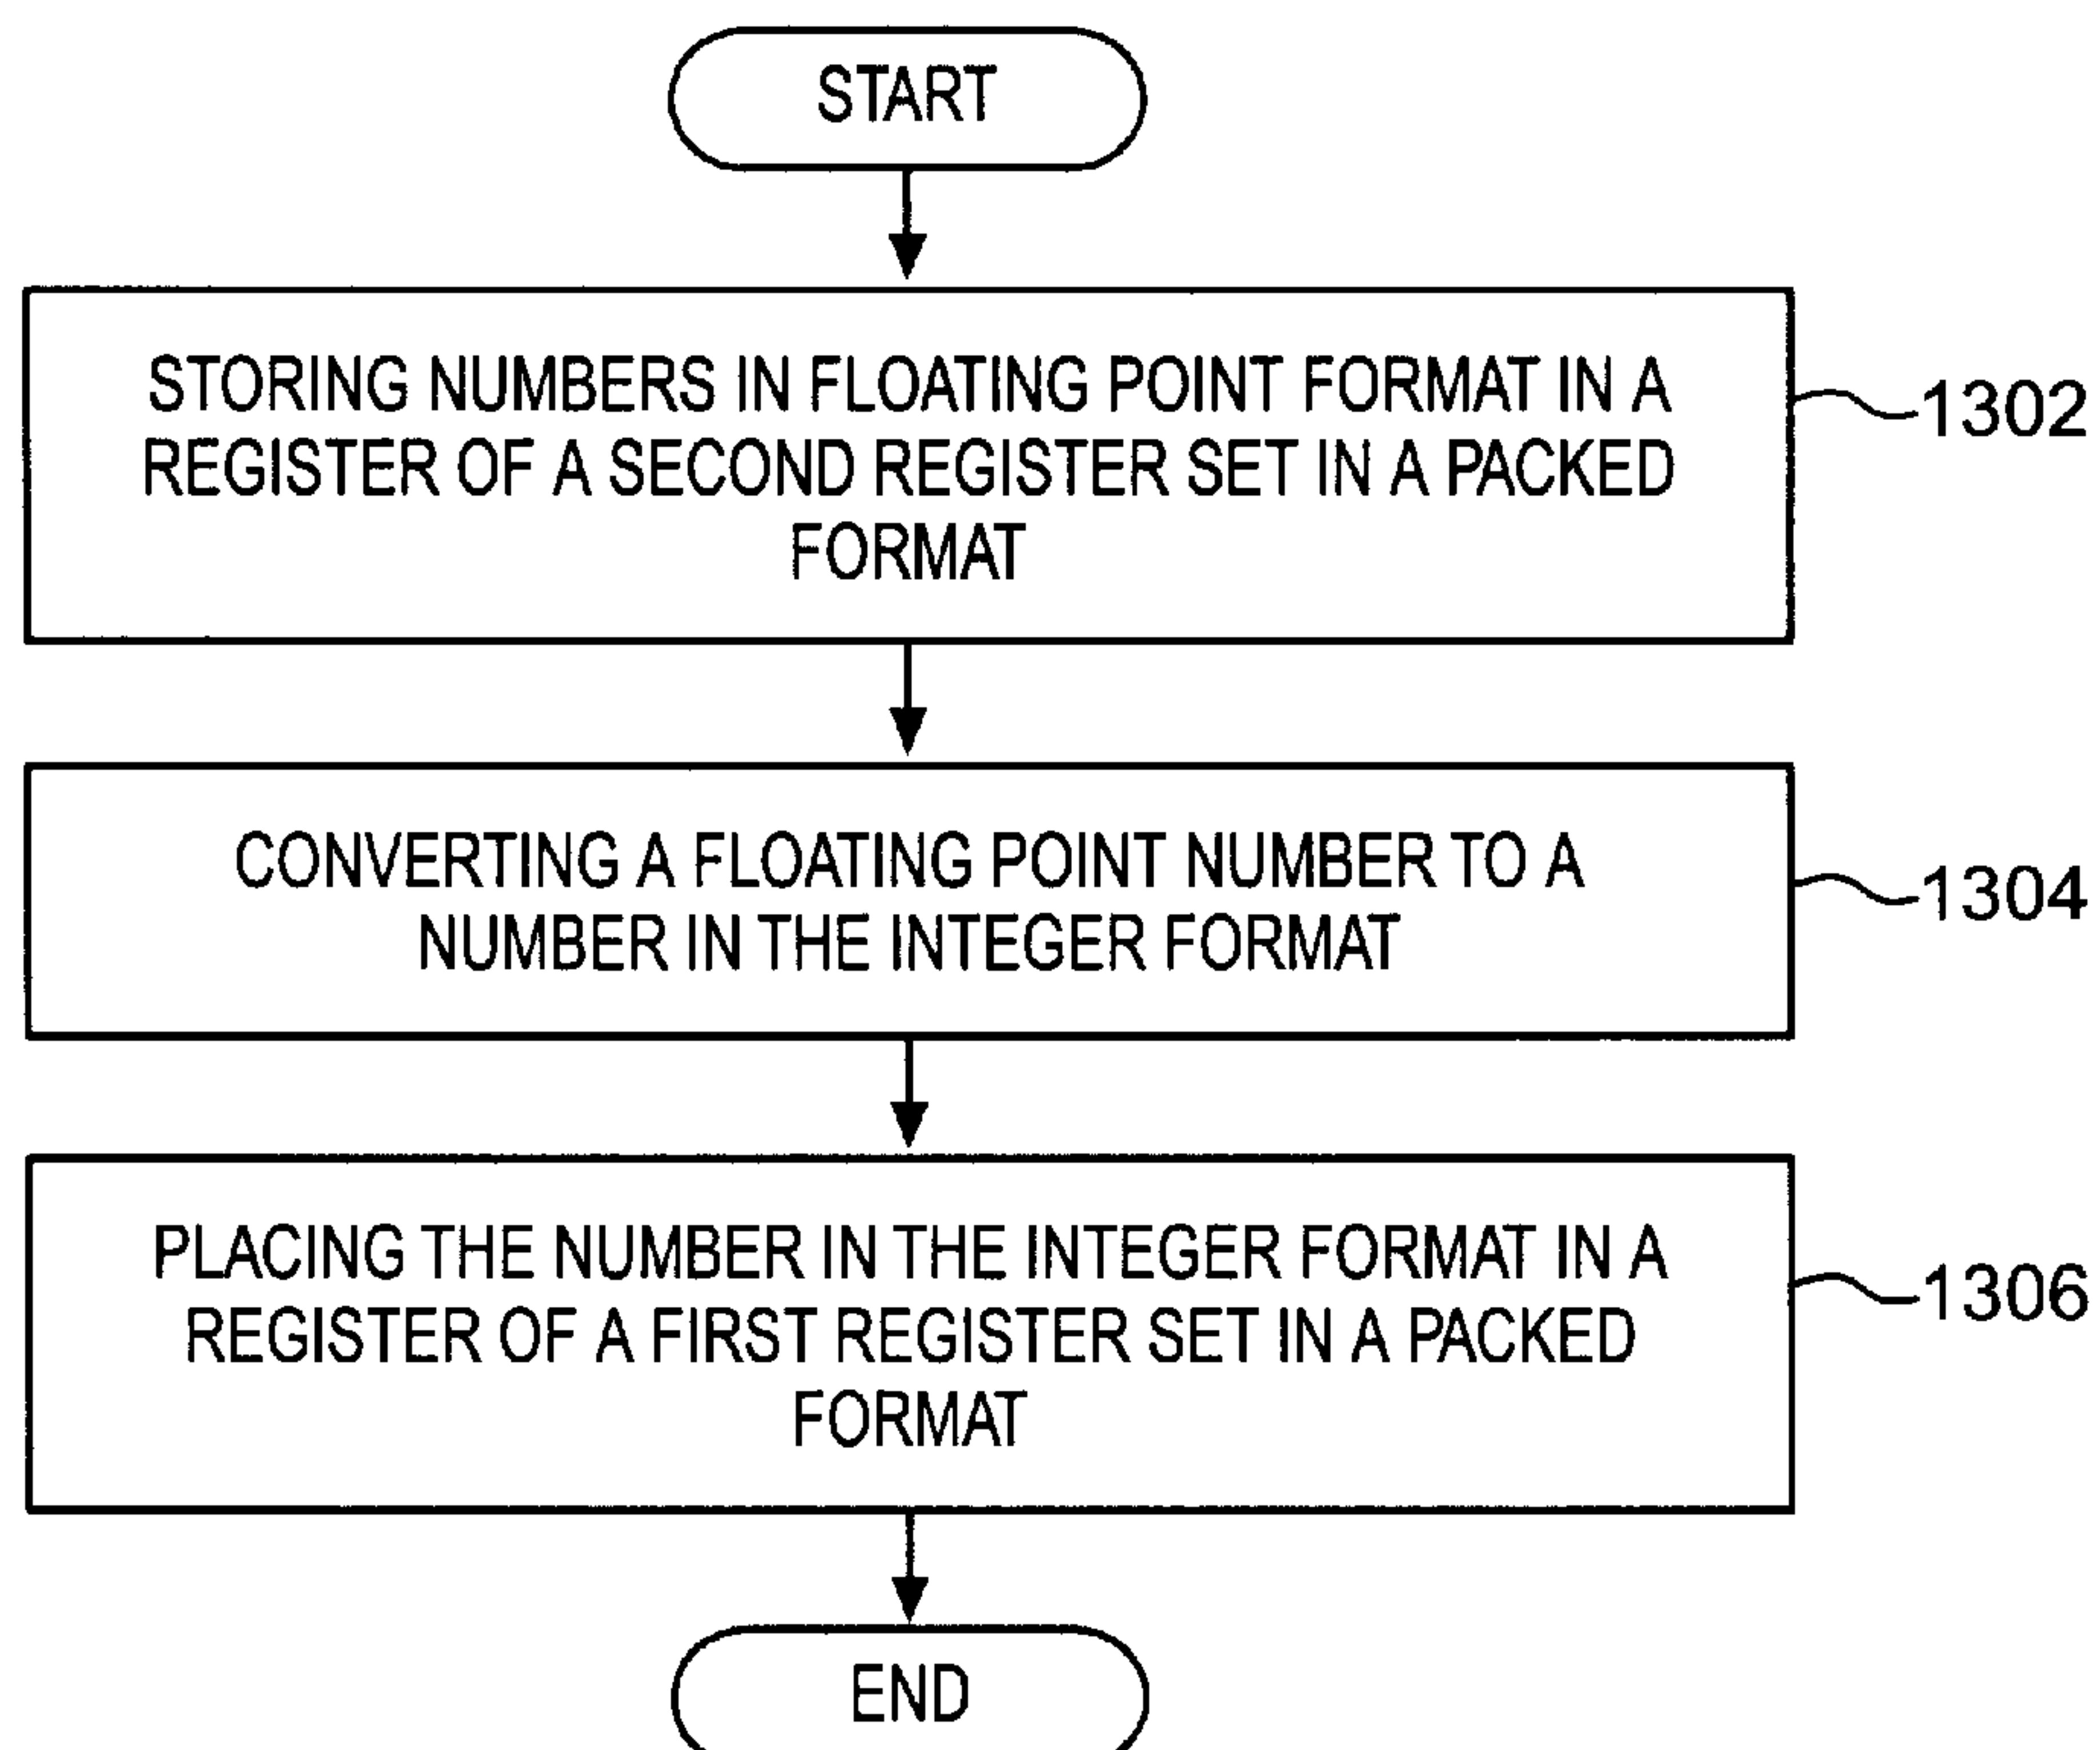 START
STORING NUMBERS IN FLOATING POINT FORMAT IN A
REGISTER OF A SECOND REGISTER SET IN A PACKED
FORMAT
1302
CONVERTING A FLOATING POINT NUMBER TO A
NUMBER IN THE INTEGER FORMAT
1304
PLACING THE NUMBER IN THE INTEGER FORMAT IN A
REGISTER OF A FIRST REGISTER SET IN A PACKED
FORMAT
1306
END